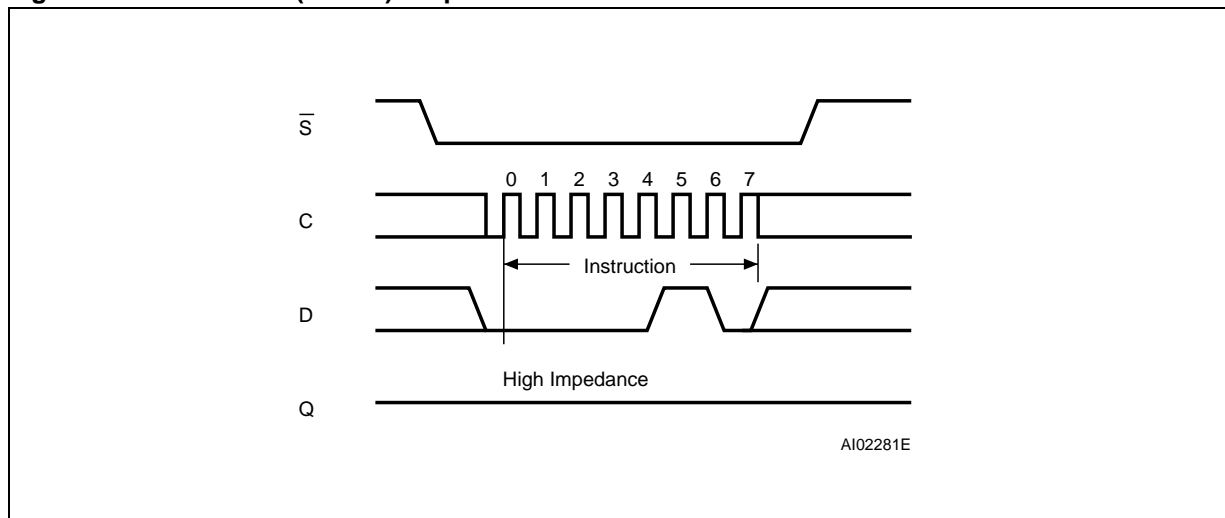 S̅
C
0 1 2 3 4 5 6 7
Instruction
D
High Impedance
Q
AI02281E